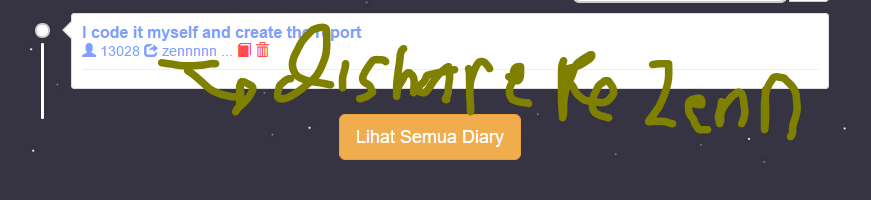 I code it myself and create the report
13028 zennnnn ...
dishare ke Zenn
Lihat Semua Diary